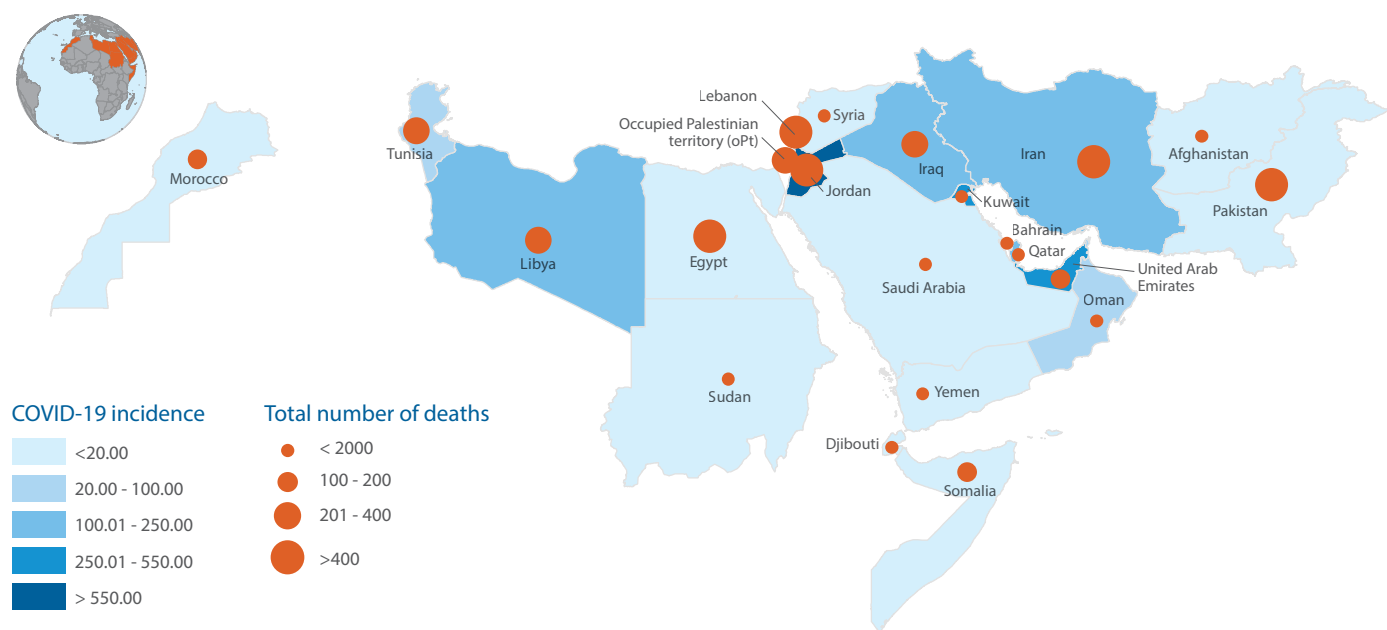 Lebanon
Syria
Occupied Palestinian
territory (oPt)
Tunisia
Iran
Afghanistan
Iraq
Morocco
Jordan
Kuwait
Pakistan
Bahrain
Qatar
Libya
Egypt
United Arab
Emirates
Saudi Arabia
Oman
Sudan
Yemen
Djibouti
Somalia
COVID-19 incidence
<20.00
20.00 - 100.00
100.01 - 250.00
250.01 - 550.00
> 550.00
Total number of deaths
< 2000
100 - 200
201 - 400
>400